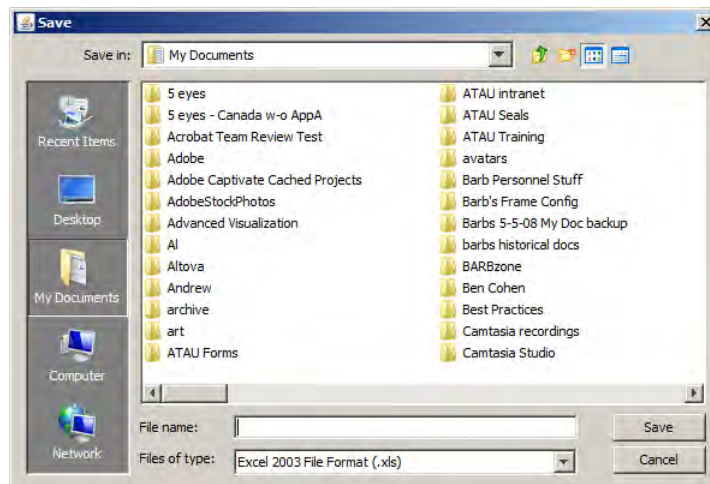 Save
Save in: My Documents
Recent Items
Desktop
My Documents
Computer
Network
5 eyes
5 eyes - Canada w-o AppA
Acrobat Team Review Test
Adobe
Adobe Captivate Cached Projects
AdobeStockPhotos
Advanced Visualization
Al
Altova
Andrew
archive
art
ATAU Forms
ATAU intranet
ATAU Seals
ATAU Training
avatars
Barb Personnel Stuff
Barb's Frame Config
Barbs 5-5-08 My Doc backup
barbs historical docs
BARBzone
Ben Cohen
Best Practices
Camtasia recordings
Camtasia Studio
File name:
Save
Files of type: Excel 2003 File Format (.xls)
Cancel